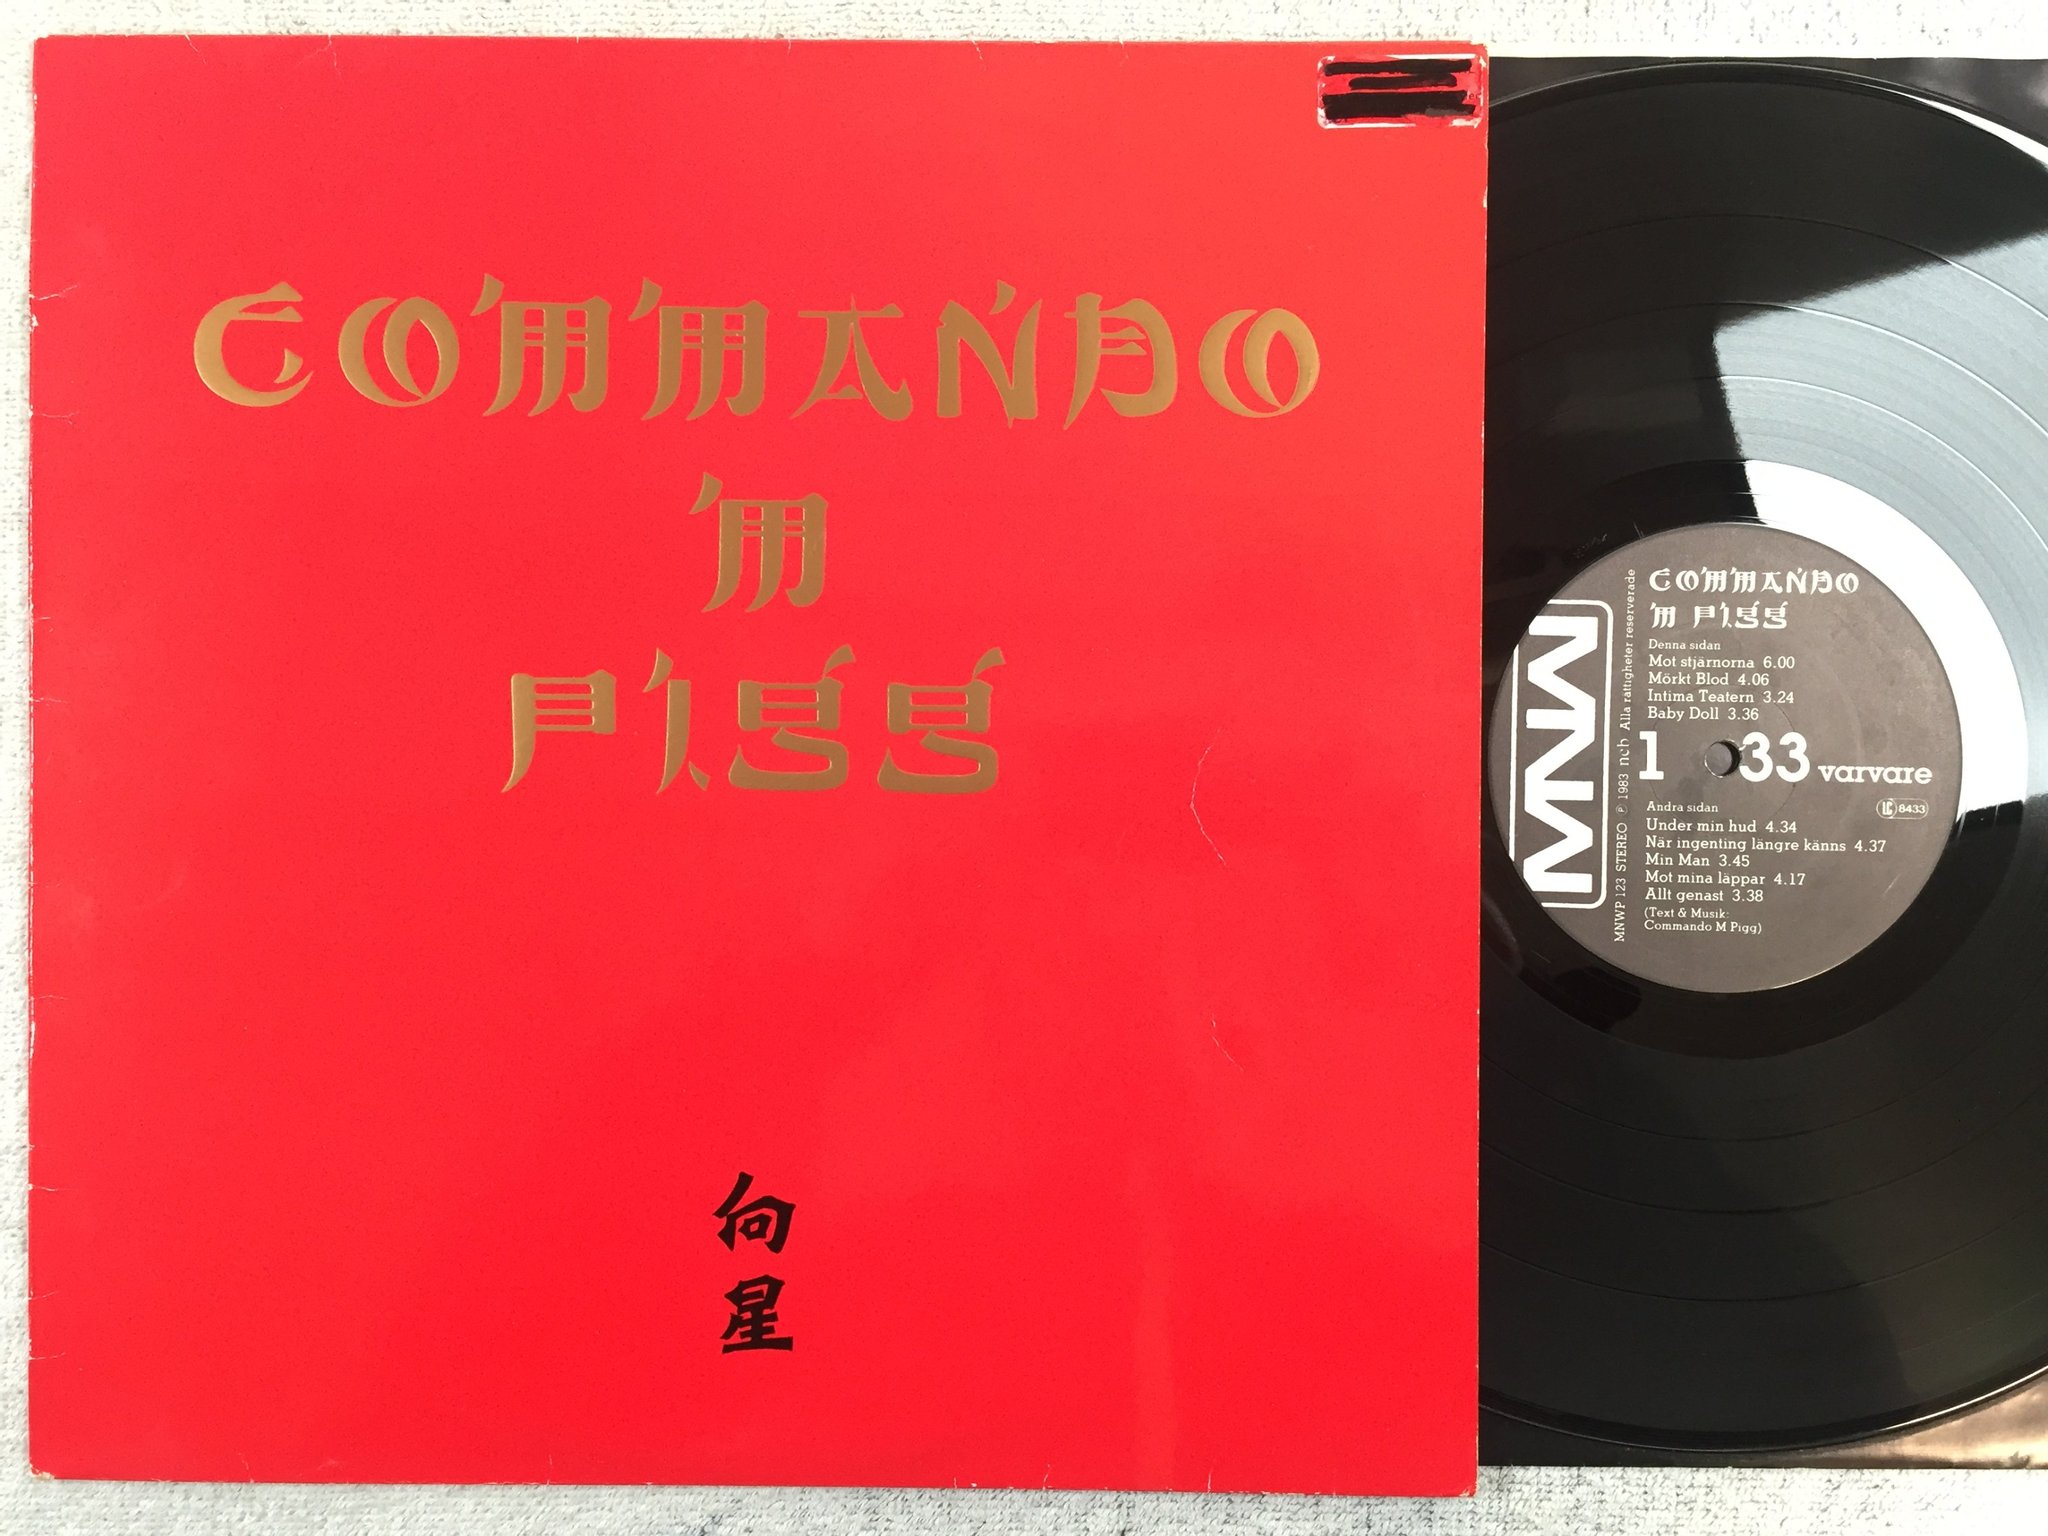 COMMANDO
M
PIGG
向
星
MNW
MNWP 123 STEREO Ⓟ 1983 ncb Alla rättigheter reserverade
COMMANDO
M PIGG
Denna sidan
Mot stjärnorna 6.00
Mörkt Blod 4.06
Intima Teatern 3.24
Baby Doll 3.36
1 33 varvare
LC 8433
Andra sidan
Under min hud 4.34
När ingenting längre känns 4.37
Min Man 3.45
Mot mina läppar 4.17
Allt genast 3.38
(Text & Musik:
Commando M Pigg)